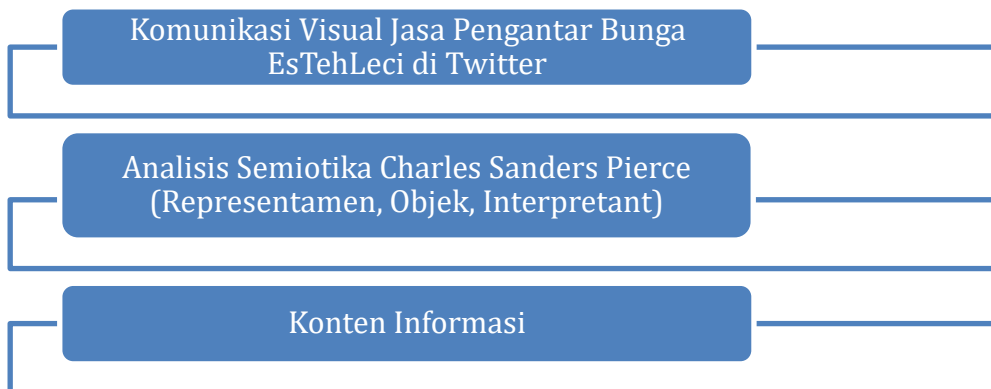 Komunikasi Visual Jasa Pengantar Bunga
EsTehLeci di Twitter
Analisis Semiotika Charles Sanders Pierce
(Representamen, Objek, Interpretant)
Konten Informasi